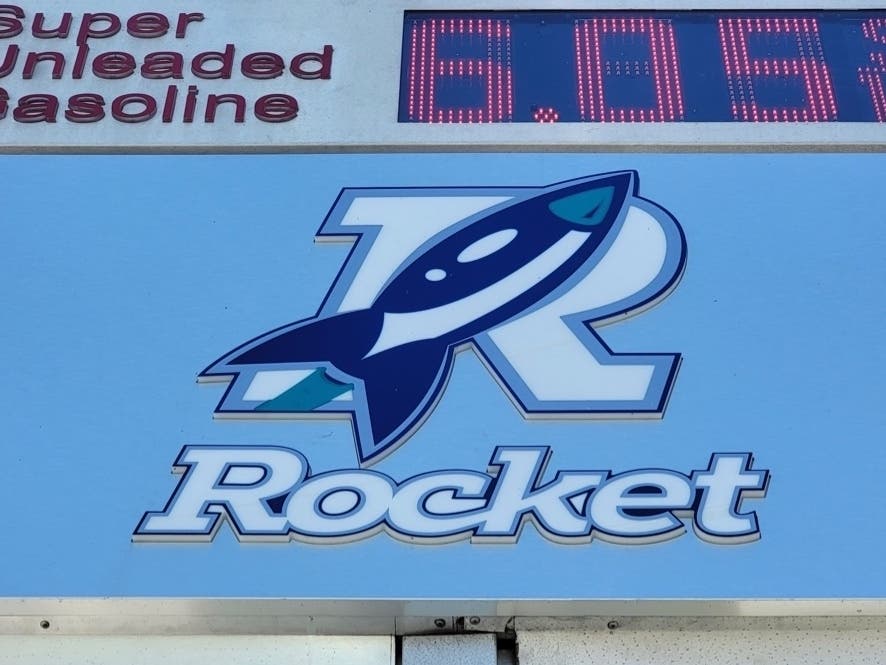 Super
Unleaded
Gasoline
6.05
R
Rocket